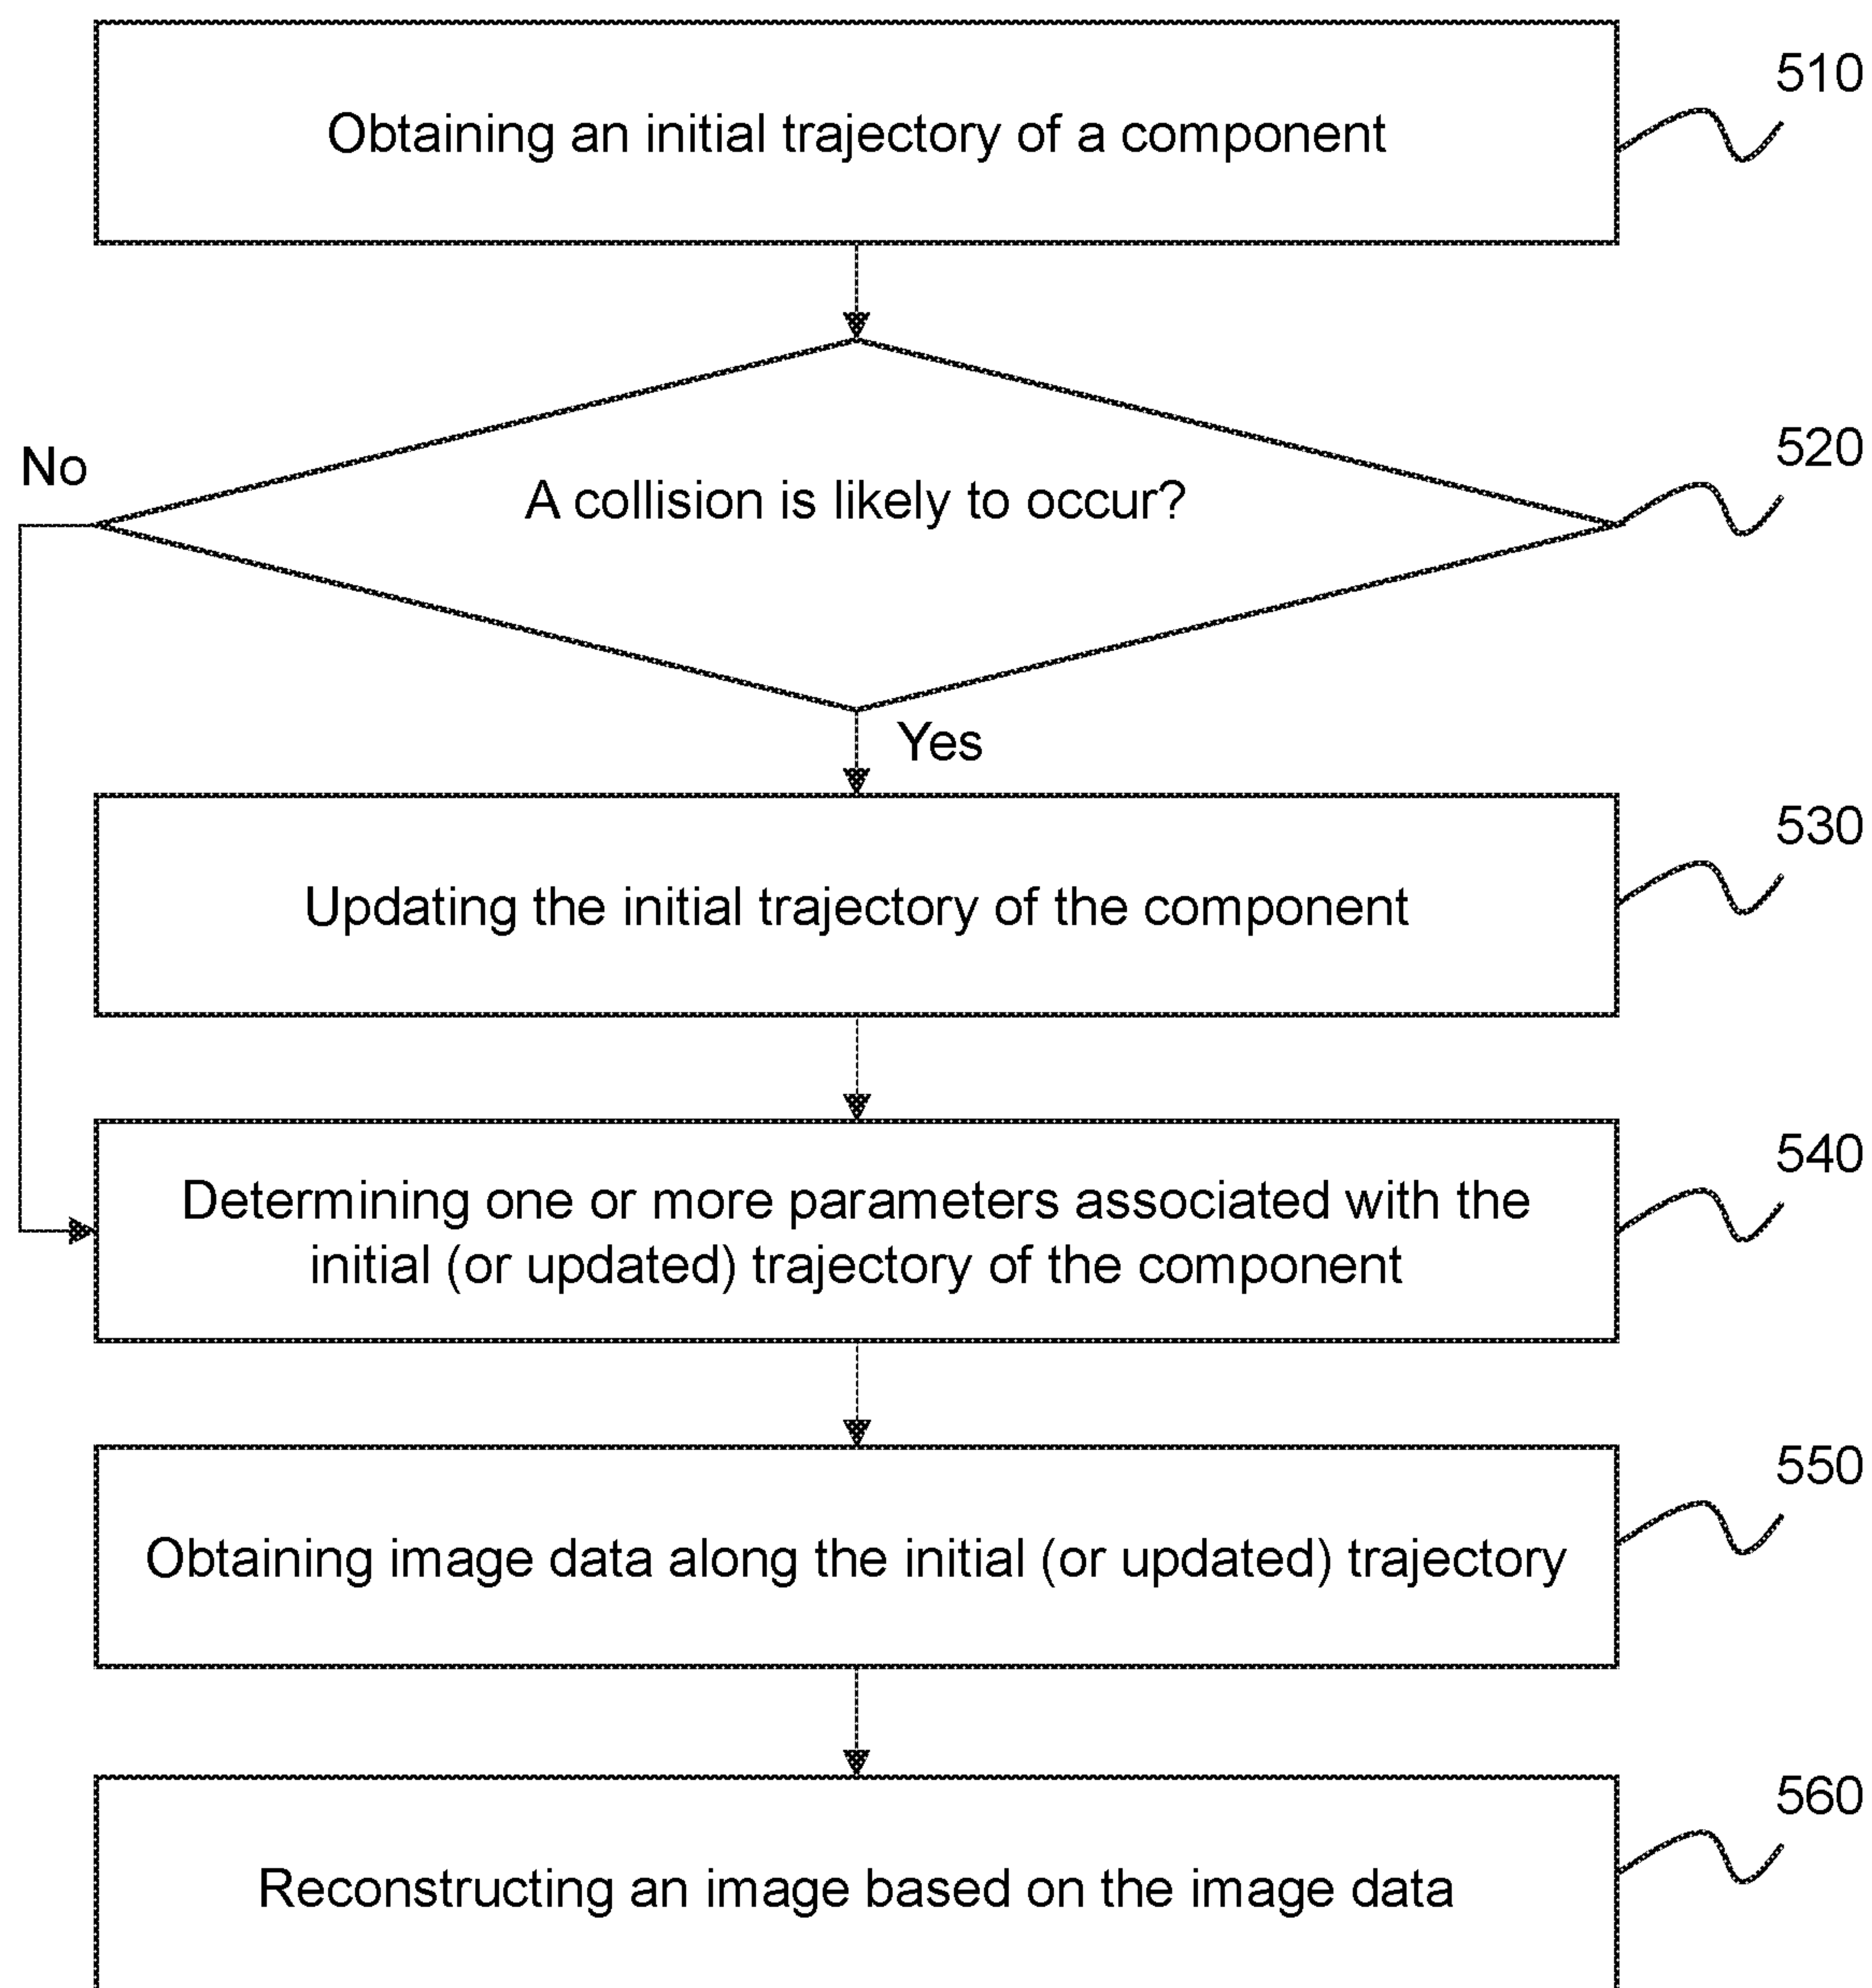 510
Obtaining an initial trajectory of a component
520
No
A collision is likely to occur?
Yes
530
Updating the initial trajectory of the component
540
Determining one or more parameters associated with the
initial (or updated) trajectory of the component
550
Obtaining image data along the initial (or updated) trajectory
560
Reconstructing an image based on the image data